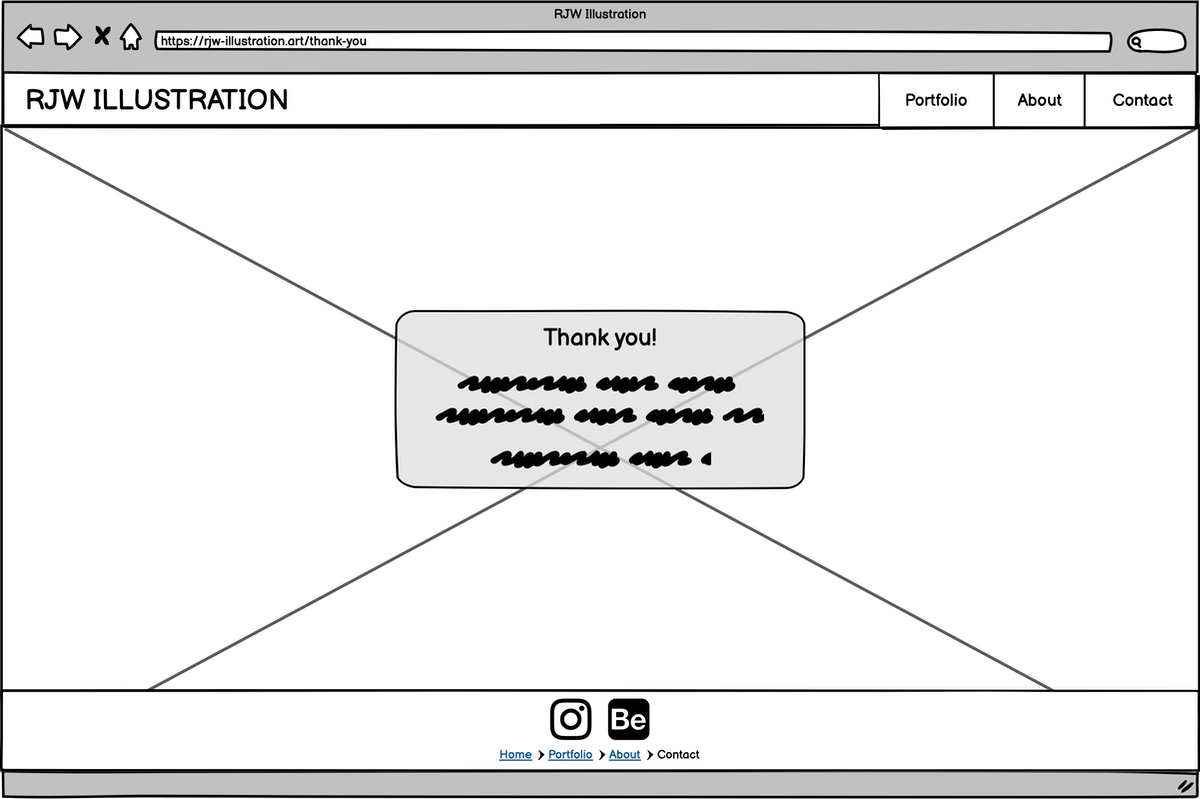 RJW Illustration
https://rjw-illustration.art/thank-you
RJW ILLUSTRATION
Portfolio
About
Contact
Thank you!
Be
Home Portfolio About Contact